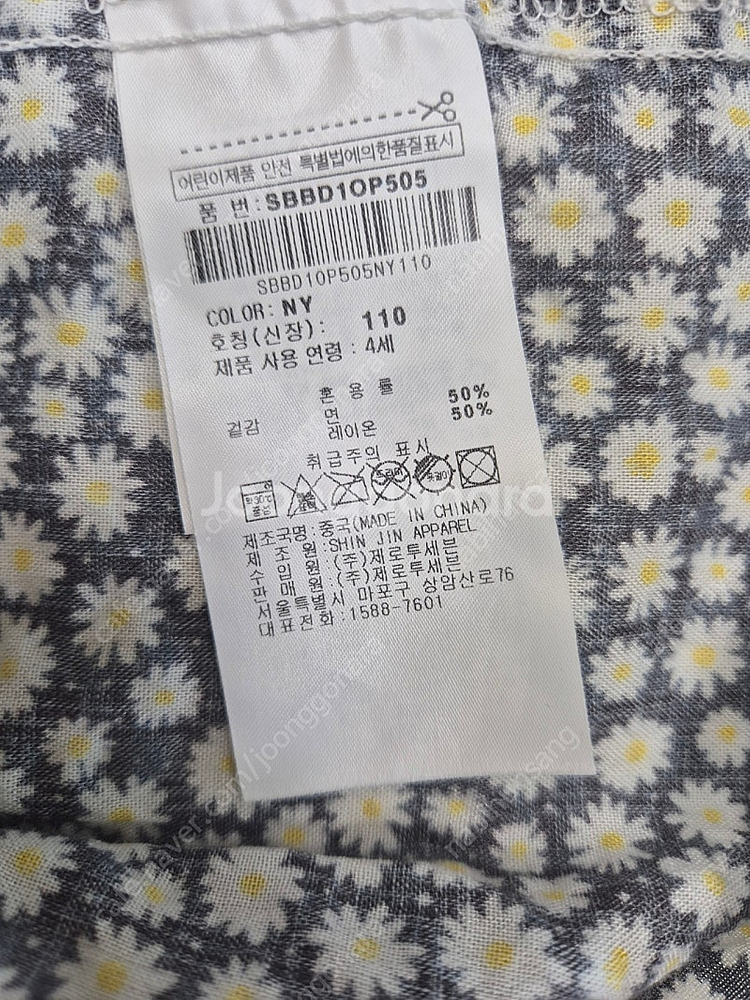 어린이제품 안전 특별법에의한품질표시
품 번:SBBD1OP505
SBBD1OP505NY110
COLOR: NY
호칭(신장): 110
제품 사용 연령 : 4세
혼 용 률
겉감 면 50%
레이온 50%
취급주의 표시
제조국명:중국(MADE IN CHINA)
제 조 원:SHIN JIN APPAREL
수 입 원:(주)제로투세븐
판 매 원:(주)제로투세븐
서울특별시 마포구 상암산로76
대표전화:1588-7601
Joonggonara